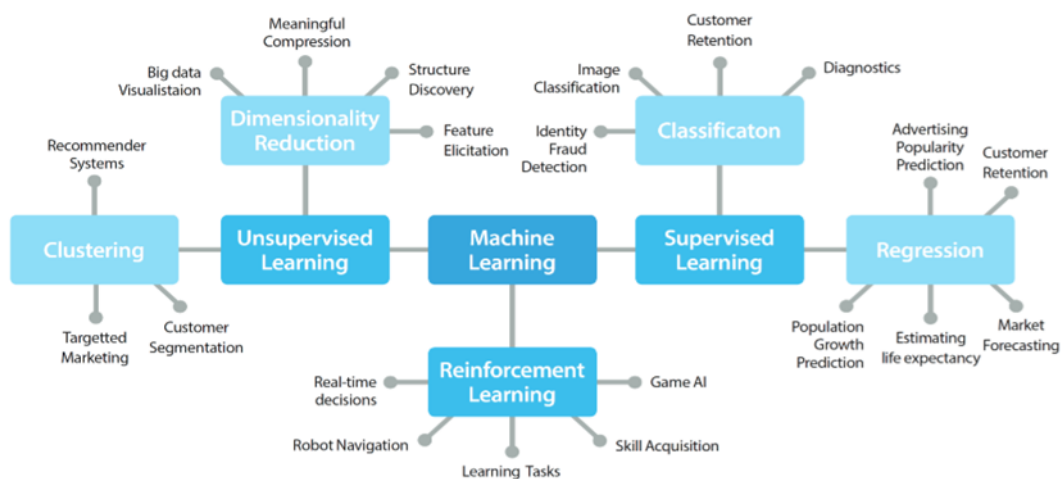 Meaningful
Compression
Big data
Visualistaion
Structure
Discovery
Dimensionality
Reduction
Feature
Elicitation
Customer
Retention
Image
Classification
Diagnostics
Identity
Fraud
Detection
Classificaton
Recommender
Systems
Clustering
Targetted
Marketing
Customer
Segmentation
Unsupervised
Learning
Machine
Learning
Supervised
Learning
Advertising
Popularity
Prediction
Customer
Retention
Regression
Population
Growth
Prediction
Estimating
life expectancy
Market
Forecasting
Reinforcement
Learning
Real-time
decisions
Game AI
Robot Navigation
Skill Acquisition
Learning Tasks